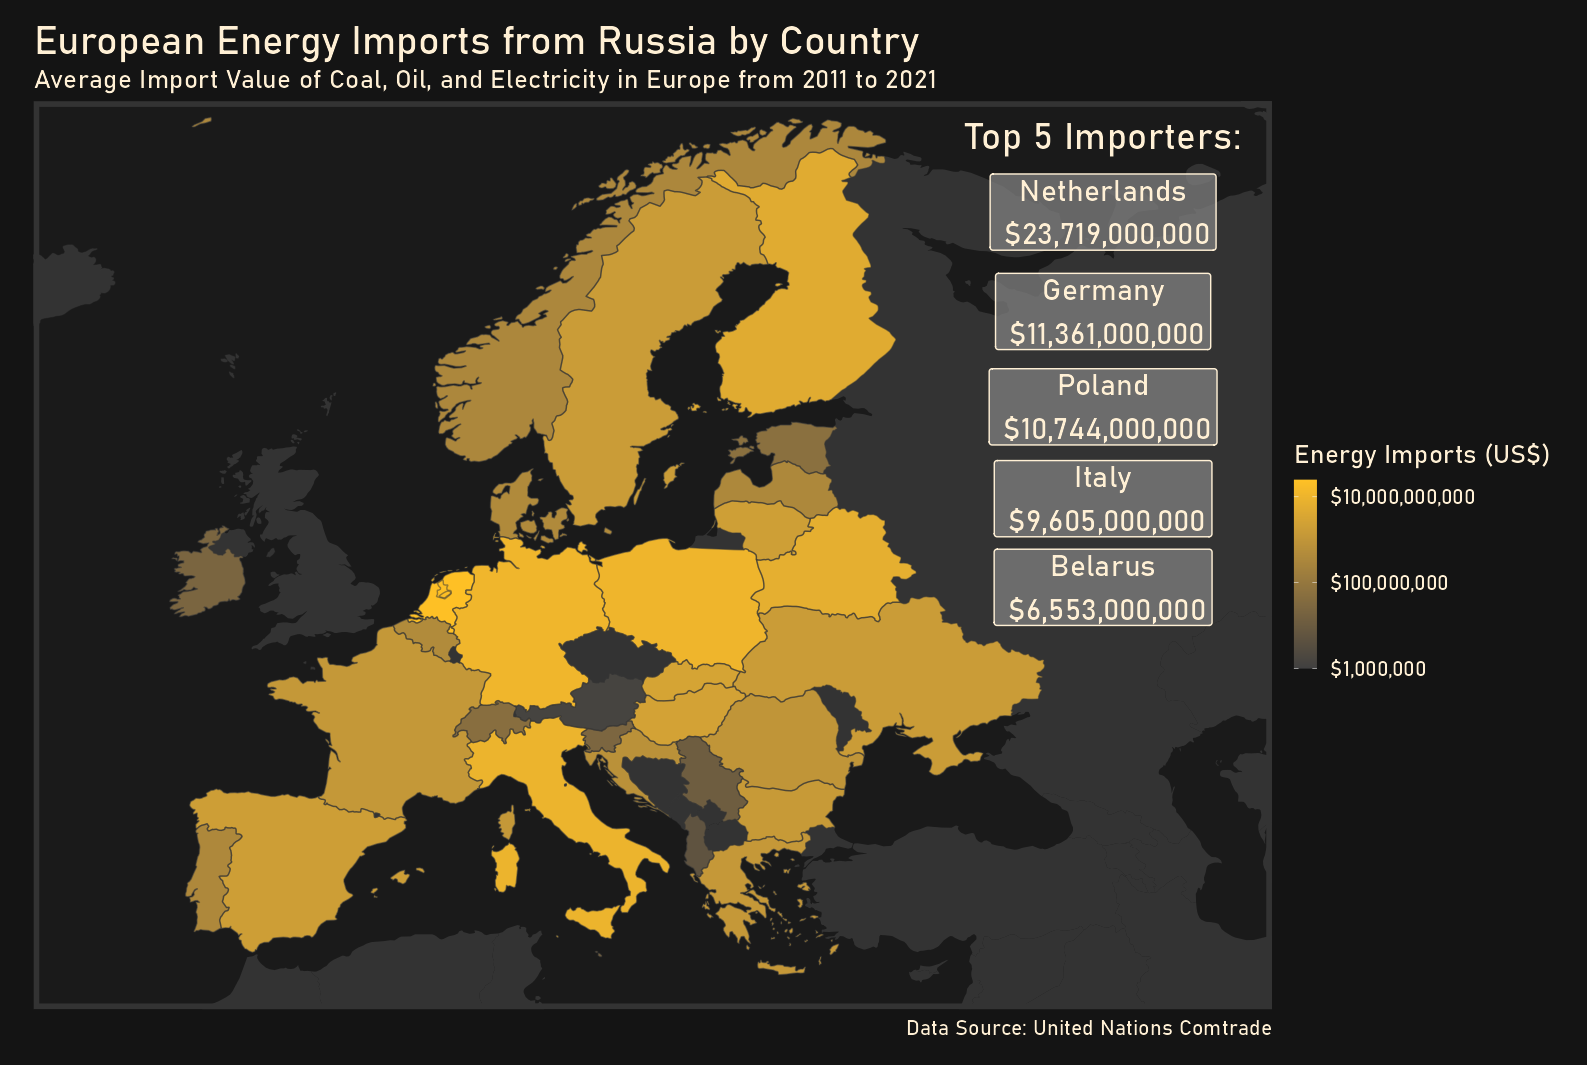 European Energy Imports from Russia by Country
Average Import Value of Coal, Oil, and Electricity in Europe from 2011 to 2021
Top 5 Importers:
Netherlands
$23,719,000,000
Germany
$11,361,000,000
Poland
$10,744,000,000
Italy
$9,605,000,000
Belarus
$6,553,000,000
Energy Imports (US$)
$10,000,000,000
$100,000,000
$1,000,000
Data Source: United Nations Comtrade